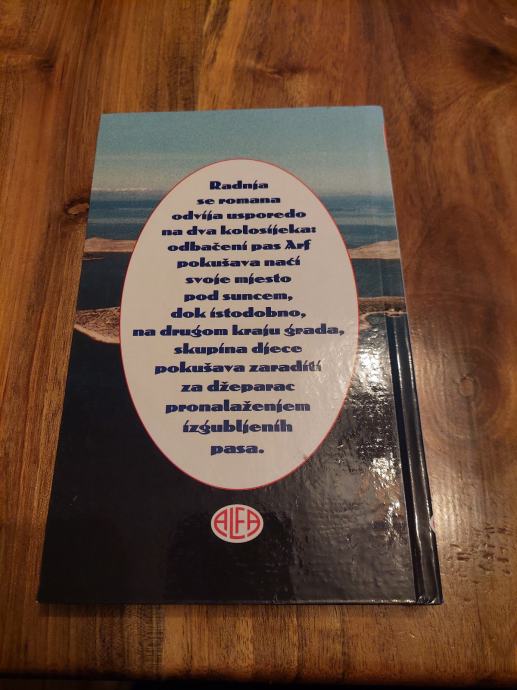 Radnja
se romana
odvija usporedo
na dva kolosijeka:
odbačeni pas Arf
pokušava naći
svoje mjesto
pod suncem,
dok istodobno,
na drugom kraju grada,
skupina djece
pokušava zaraditi
za džeparac
pronalaženjem
izgubljenih
pasa.
ALFA